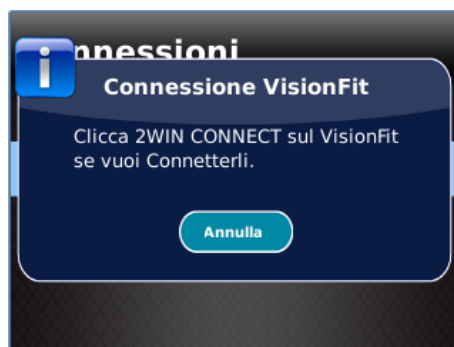 nnessioni
Connessione VisionFit
Clicca 2WIN CONNECT sul VisionFit
se vuoi Connetterli.
Annulla